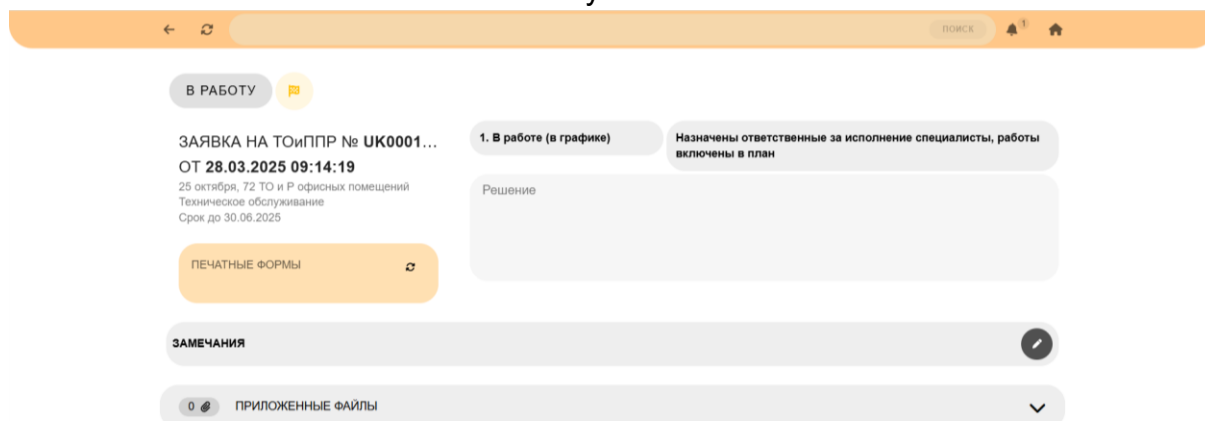 ПОИСК
1
В РАБОТУ
ЗАЯВКА НА ТОиППР № UK0001...
ОТ 28.03.2025 09:14:19
25 октября, 72 ТО и Р офисных помещений
Техническое обслуживание
Срок до 30.06.2025
ПЕЧАТНЫЕ ФОРМЫ
1. В работе (в графике)
Назначены ответственные за исполнение специалисты, работы
включены в план
Решение
ЗАМЕЧАНИЯ
0
ПРИЛОЖЕННЫЕ ФАЙЛЫ